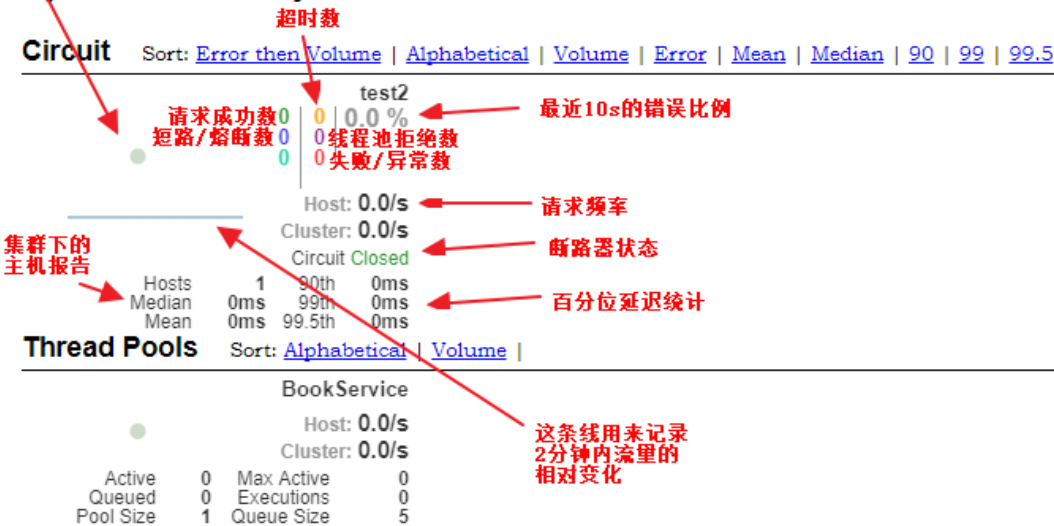 超时数
Circuit Sort: Error then Volume | Alphabetical | Volume | Error | Mean | Median | 90 | 99 | 99.5
test2
请求成功数0 0 0.0 % 最近10s的错误比例
短路/熔断数 0 0线程池拒绝数
0 0失败/异常数
Host: 0.0/s 请求频率
Cluster: 0.0/s
集群下的
主机报告
Circuit Closed 断路器状态
Hosts 1 90th 0ms
Median 0ms 99th 0ms 百分位延迟统计
Mean 0ms 99.5th 0ms
Thread Pools Sort: Alphabetical | Volume |
BookService
Host: 0.0/s
Cluster: 0.0/s
这条线用来记录
2分钟内流量的
相对变化
Active 0 Max Active 0
Queued 0 Executions 0
Pool Size 1 Queue Size 5